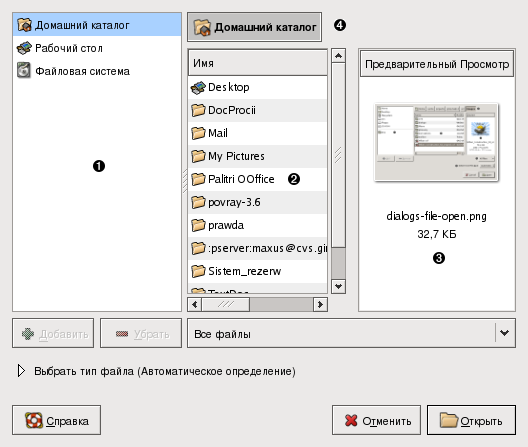 Домашний каталог
Рабочий стол
Файловая система
❶
Домашний каталог
❹
Имя
Desktop
DocProcii
Mail
My Pictures
Palitri OOffice ❷
povray-3.6
prawda
:pserver:maxus@cvs.gi
Sistem_rezerw
Предварительный Просмотр
dialogs-file-open.png
32,7 КБ
❸
Добавить
Убрать
Все файлы
Выбрать тип файла (Автоматическое определение)
Справка
Отменить
Открыть